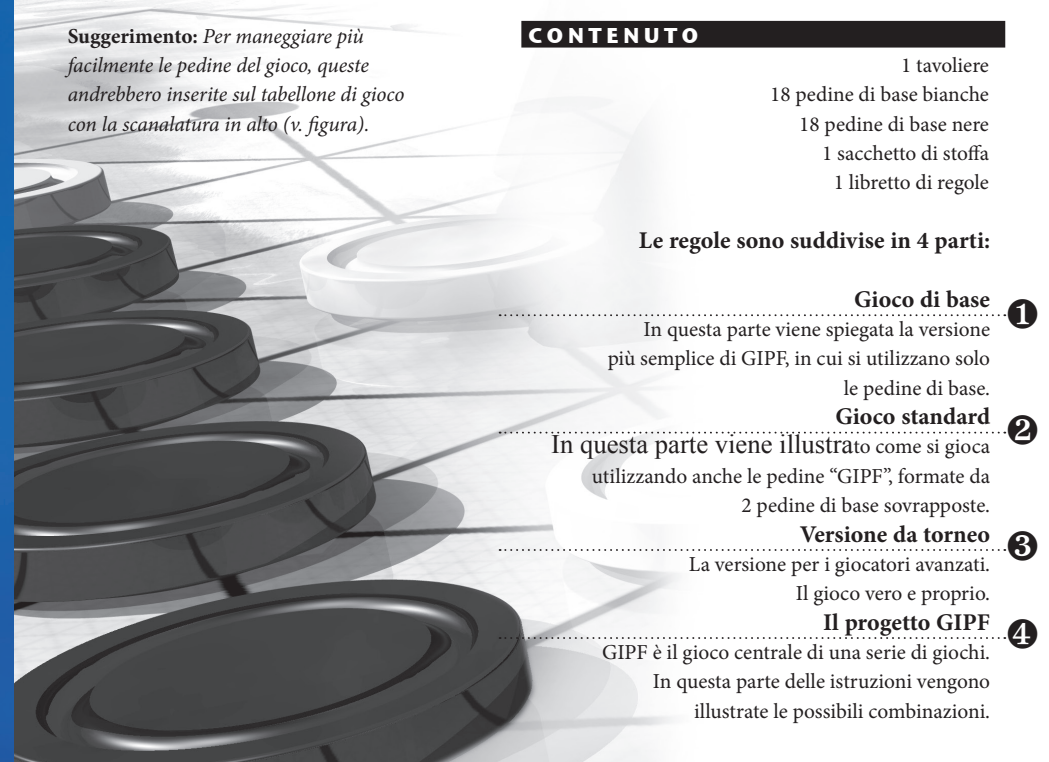 Suggerimento: Per maneggiare più
facilmente le pedine del gioco, queste
andrebbero inserite sul tabellone di gioco
con la scanalatura in alto (v. figura).
CONTENUTO
1 tavoliere
18 pedine di base bianche
18 pedine di base nere
1 sacchetto di stoffa
1 libretto di regole
Le regole sono suddivise in 4 parti:
Gioco di base
1
In questa parte viene spiegata la versione
più semplice di GIPF, in cui si utilizzano solo
le pedine di base.
Gioco standard
2
In questa parte viene illustrato come si gioca
utilizzando anche le pedine “GIPF”, formate da
2 pedine di base sovrapposte.
Versione da torneo
3
La versione per i giocatori avanzati.
Il gioco vero e proprio.
Il progetto GIPF
4
GIPF è il gioco centrale di una serie di giochi.
In questa parte delle istruzioni vengono
illustrate le possibili combinazioni.